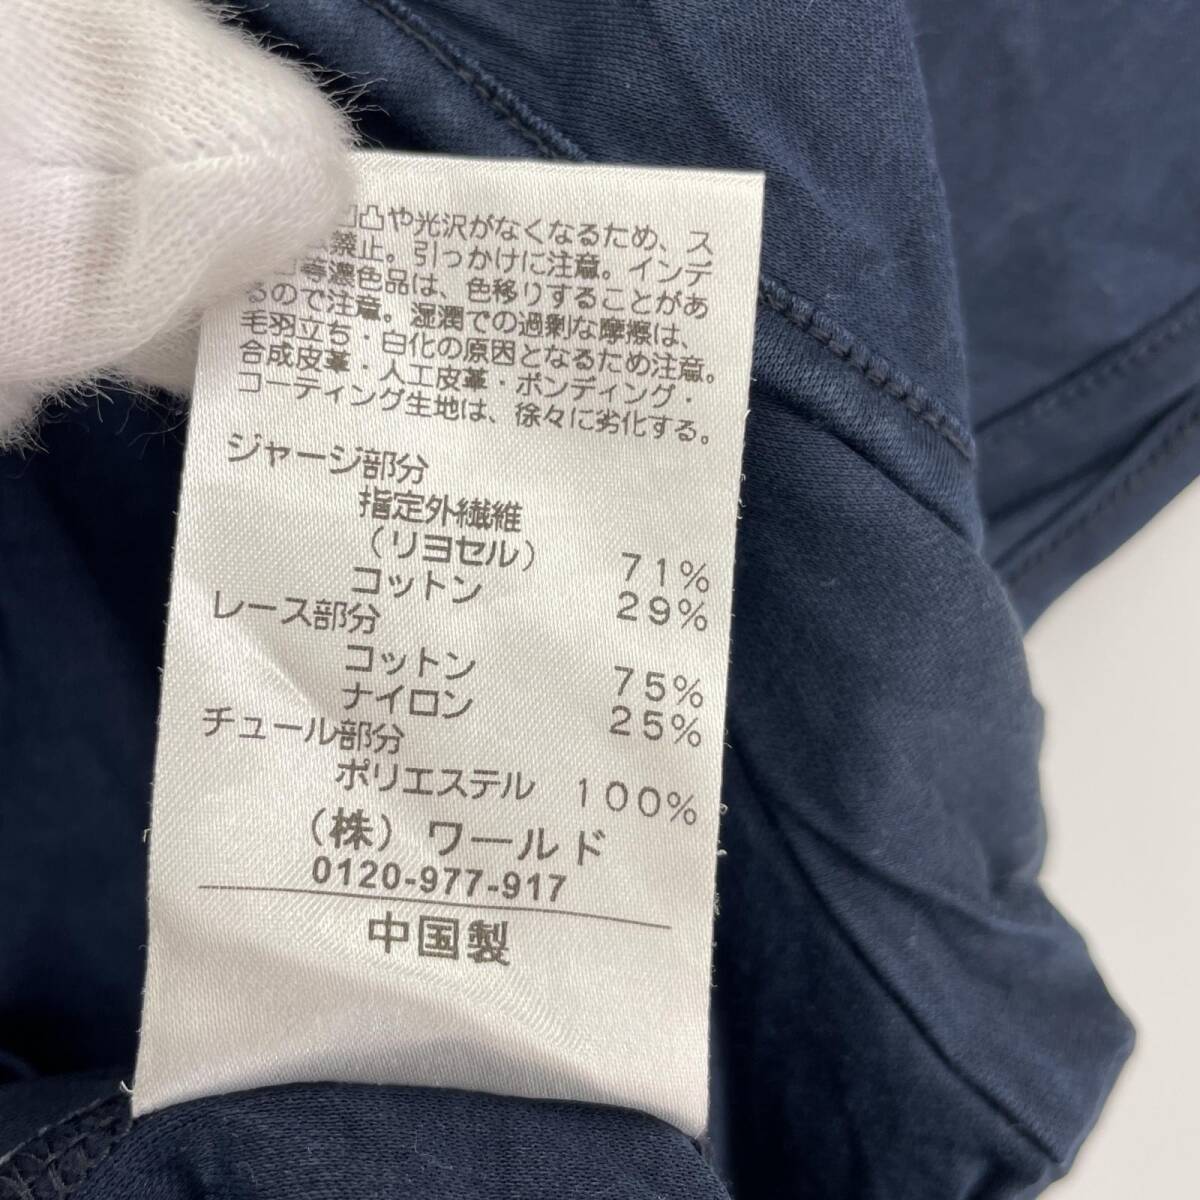 凹凸や光沢がなくなるため、ス
禁止。引っかけに注意。インデ
等濃色品は、色移りすることがあ
るので注意。湿潤での過剰な摩擦は、
毛羽立ち・白化の原因となるため注意。
合成皮革・人工皮革・ボンディング・
コーティング生地は、徐々に劣化する。
ジャージ部分
指定外繊維
(リヨセル) 71%
コットン 29%
レース部分
コットン 75%
ナイロン 25%
チュール部分
ポリエステル 100%
(株) ワールド
0120-977-917
中国製